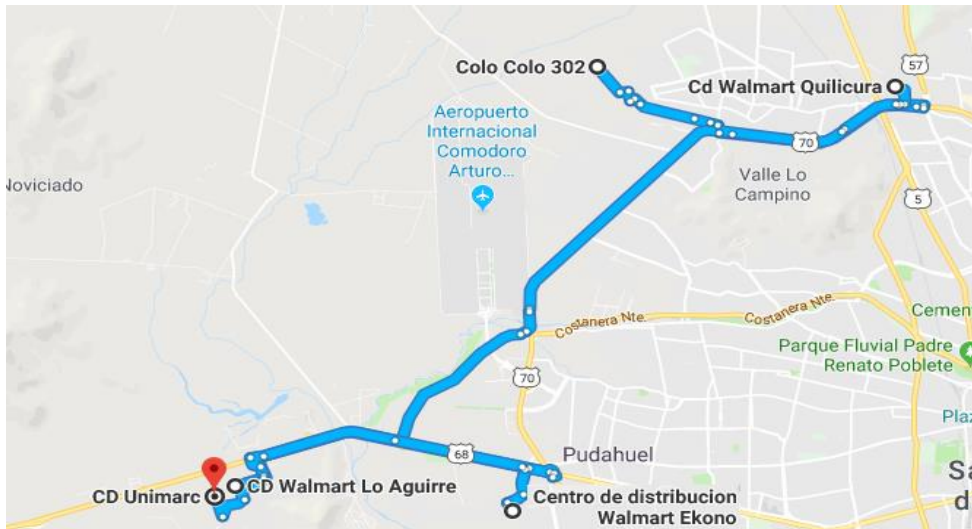 57
Colo Colo 302
Cd Walmart Quilicura
Aeropuerto
Internacional
Comodoro
Arturo...
70
Valle Lo
Campino
Noviciado
5
Costanera Nte.
Costanera Nte.
Cemen
Parque Fluvial Padre
Renato Poblete
70
Plaz
68
Pudahuel
Sa
d
CD Walmart Lo Aguirre
CD Unimarc
Centro de distribucion
Walmart Ekono